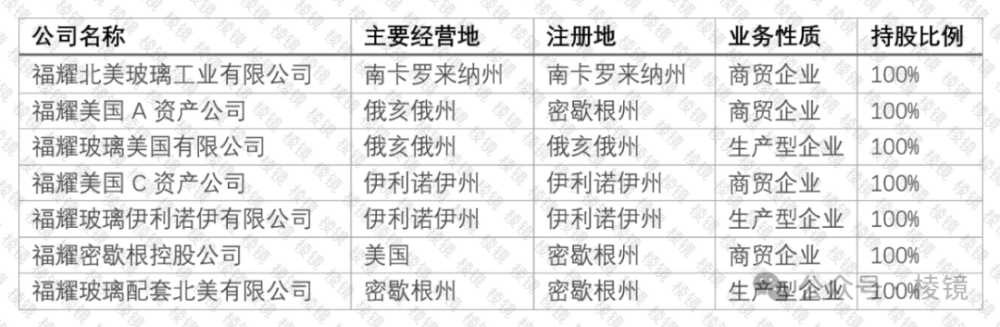 公司名称 主要经营地 注册地 业务性质 持股比例
福耀北美玻璃工业有限公司 南卡罗来纳州 南卡罗来纳州 商贸企业 100%
福耀美国 A 资产公司 俄亥俄州 密歇根州 商贸企业 100%
福耀玻璃美国有限公司 俄亥俄州 俄亥俄州 生产型企业 100%
福耀美国 C 资产公司 伊利诺伊州 伊利诺伊州 商贸企业 100%
福耀玻璃伊利诺伊有限公司 伊利诺伊州 伊利诺伊州 生产型企业 100%
福耀密歇根控股公司 美国 密歇根州 商贸企业 100%
福耀玻璃配套北美有限公司 密歇根州 密歇根州 生产型企业 100%
公众号 · 棱镜